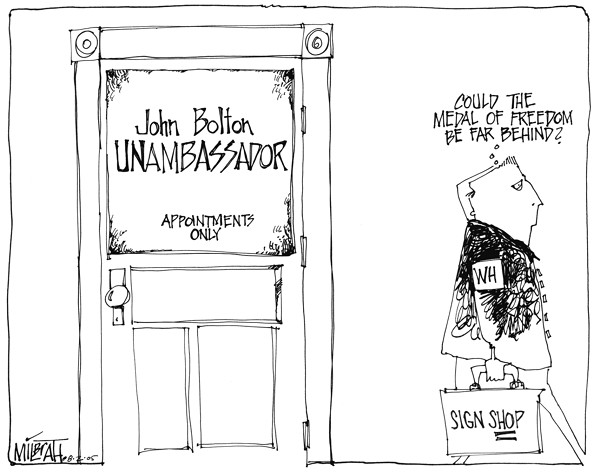 John Bolton
UNAMBASSADOR
APPOINTMENTS
ONLY
COULD THE
MEDAL OF FREEDOM
BE FAR BEHIND?
WH
SIGN SHOP
MILBRATH
8·2·05